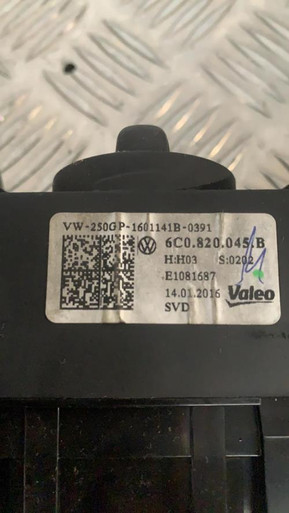 VW-250GP-1601141B-0391
6C0.820.045.B
H:H03 S:0202
E1081687
14.01.2016 Valeo
SVD